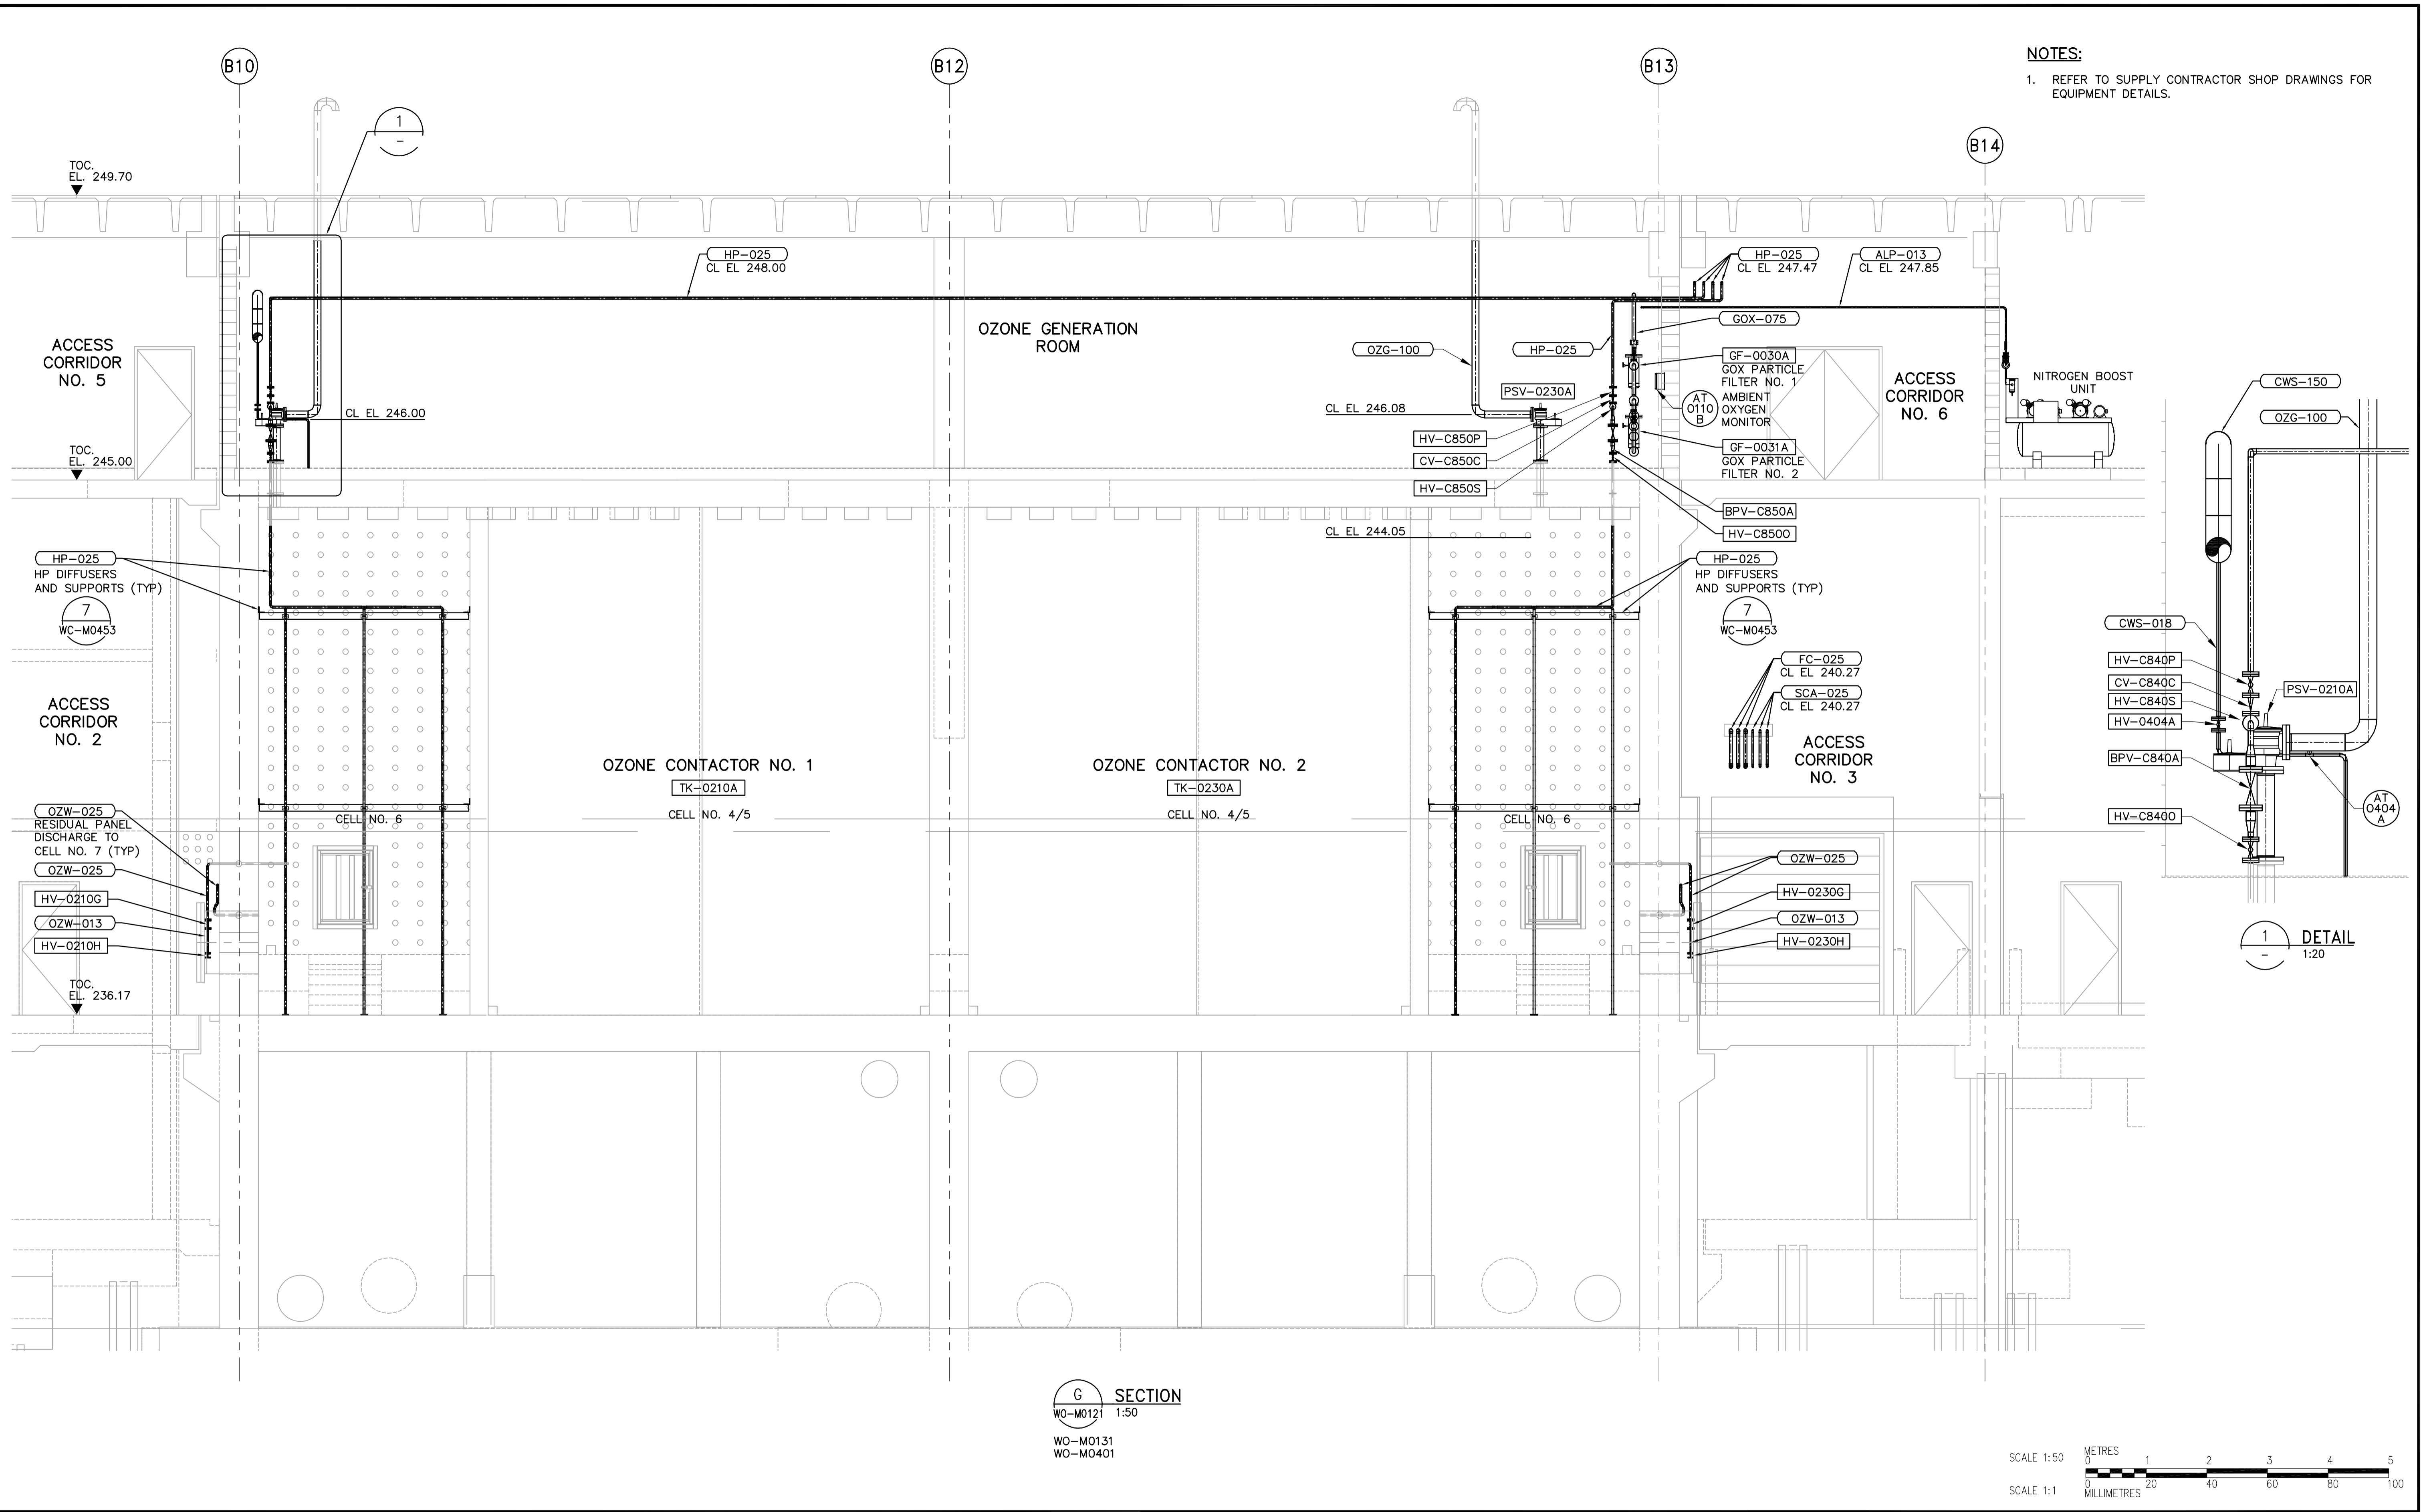 B10
B12
B13
B14
NOTES:
1. REFER TO SUPPLY CONTRACTOR SHOP DRAWINGS FOR
EQUIPMENT DETAILS.
1
-
TOC.
EL. 249.70
HP-025
CL EL 248.00
HP-025
CL EL 247.47
ALP-013
CL EL 247.85
OZONE GENERATION
ROOM
ACCESS
CORRIDOR
NO. 5
CL EL 246.00
TOC.
EL. 245.00
OZG-100
HP-025
GOX-075
PSV-0230A
GF-0030A
GOX PARTICLE
FILTER NO. 1
AT
0110
B
AMBIENT
OXYGEN
MONITOR
GF-0031A
GOX PARTICLE
FILTER NO. 2
CL EL 246.08
HV-C850P
CV-C850C
HV-C850S
BPV-C850A
HV-C850O
CL EL 244.05
ACCESS
CORRIDOR
NO. 6
NITROGEN BOOST
UNIT
HP-025
HP DIFFUSERS
AND SUPPORTS (TYP)
7
WC-M0453
HP-025
HP DIFFUSERS
AND SUPPORTS (TYP)
7
WC-M0453
FC-025
CL EL 240.27
SCA-025
CL EL 240.27
ACCESS
CORRIDOR
NO. 2
ACCESS
CORRIDOR
NO. 3
OZONE CONTACTOR NO. 1
TK-0210A
CELL NO. 4/5
OZONE CONTACTOR NO. 2
TK-0230A
CELL NO. 4/5
CELL NO. 6
CELL NO. 6
OZW-025
RESIDUAL PANEL
DISCHARGE TO
CELL NO. 7 (TYP)
OZW-025
HV-0210G
OZW-013
HV-0210H
TOC.
EL. 236.17
OZW-025
HV-0230G
OZW-013
HV-0230H
CWS-150
OZG-100
CWS-018
HV-C840P
CV-C840C
HV-C840S
HV-0404A
BPV-C840A
HV-C840O
PSV-0210A
AT
0404
A
1
-
DETAIL
1:20
G
WO-M0121
SECTION
1:50
WO-M0131
WO-M0401
SCALE 1:50
METRES
0 1 2 3 4 5
SCALE 1:1
0 20 40 60 80 100
MILLIMETRES